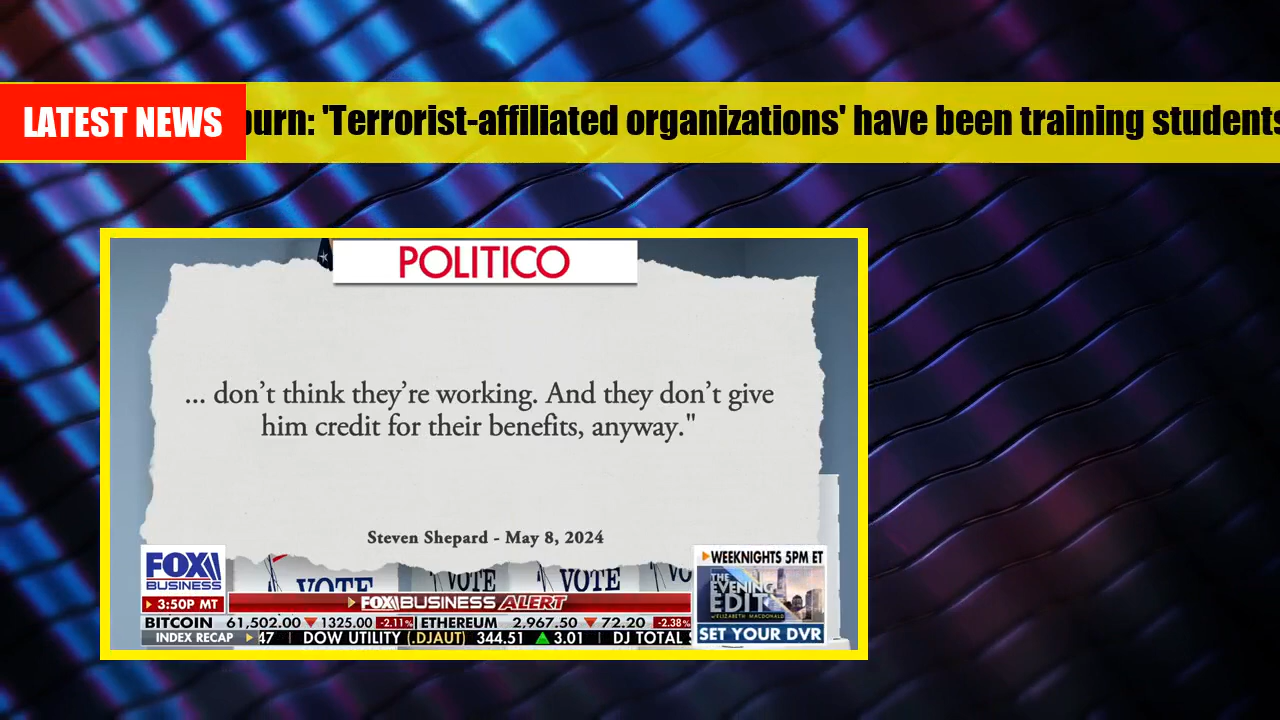 LATEST NEWS
: 'Terrorist-affiliated organizations' have been training students
POLITICO
... don't think they're working. And they don't give
him credit for their benefits, anyway."
Steven Shepard - May 8, 2024
FOX
BUSINESS
3:50P MT
VOTE VOTE VOTE VO
FOX BUSINESS ALERT
BITCOIN 61,502.00 ▼ 1325.00 -2.11% ETHEREUM 2,967.50 ▼ 72.20 -2.38%
INDEX RECAP 47 DOW UTILITY (.DJAUT) 344.51 ▲ 3.01 DJ TOTAL
WEEKNIGHTS 5PM ET
THE
EVENING
EDIT
W/ELIZABETH MACDONALD
SET YOUR DVR